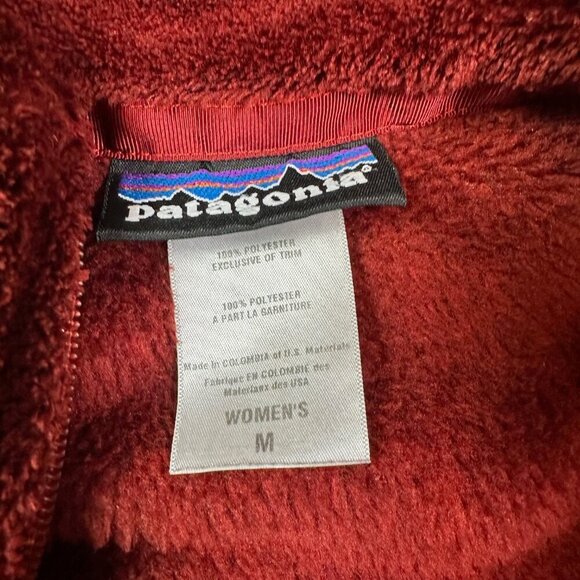 patagonia®
100% POLYESTER
EXCLUSIVE OF TRIM
100% POLYESTER
A PART LA GARNITURE
Made in COLOMBIA of U.S. Materials
Fabriqué EN COLOMBIE des
Materiaux des USA
WOMEN'S
M